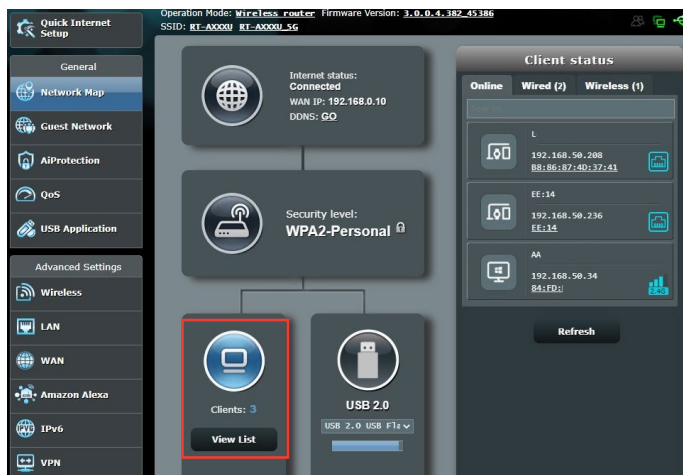 Quick Internet
Setup
General
Network Map
Guest Network
AiProtection
QoS
USB Application
Advanced Settings
Wireless
LAN
WAN
Amazon Alexa
IPv6
VPN
Operation Mode: Wireless router Firmware Version: 3.0.0.4.382_45386
SSID: RT-AXXXU RT-AXXXU_5G
Internet status:
Connected
WAN IP: 192.168.0.10
DDNS: GO
Security level:
WPA2-Personal
Clients: 3
View List
USB 2.0
USB 2.0 USB Fla
Client status
Online Wired (2) Wireless (1)
L
192.168.50.208
B8:86:87:4D:37:41
EE:14
192.168.50.236
EE:14
AA
192.168.50.34
84:FD:
2.4G
Refresh